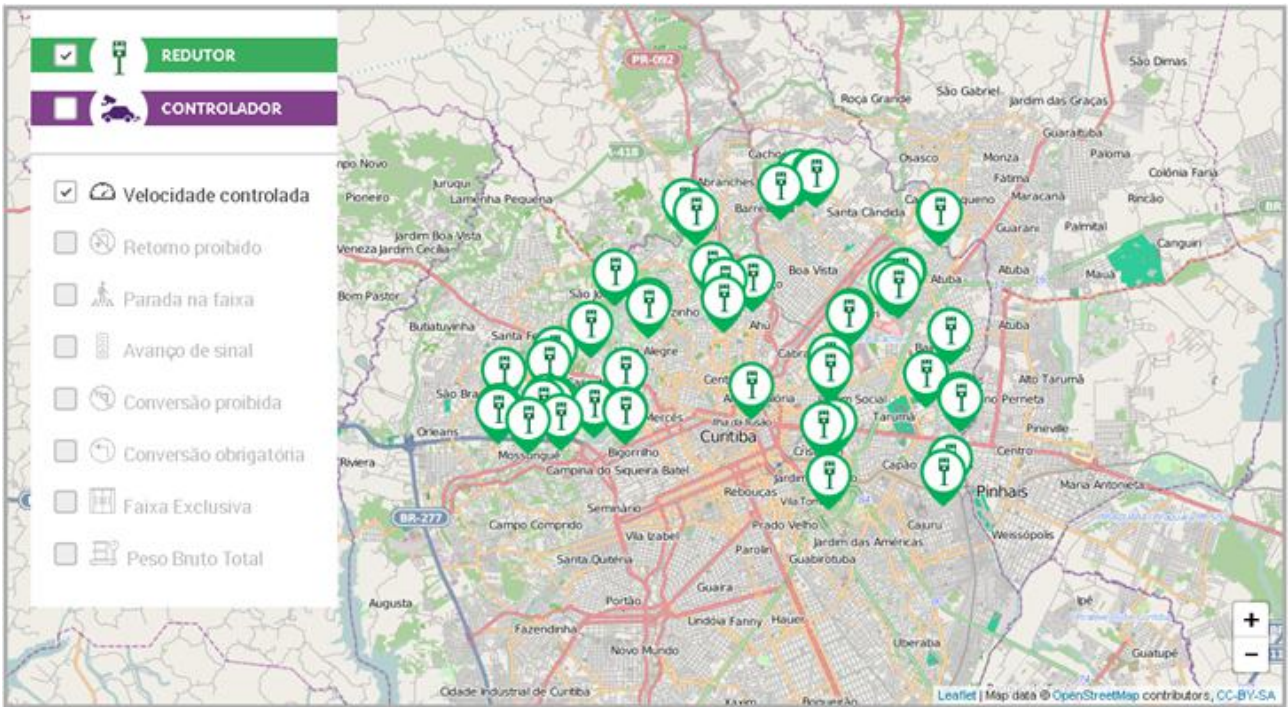 REDUTOR
CONTROLADOR
Velocidade controlada
Retorno proibido
Parada na faixa
Avanço de sinal
Conversão proibida
Conversão obrigatória
Faixa Exclusiva
Peso Bruto Total
PR-092
São Dimas
Roça Grande
São Gabriel
Jardim das Graças
Guaraituba
Osasco
Monza
Paloma
Abranches
Fátima
Colônia Faria
Juruqui
Lamenha Pequena
Pioneiro
Maracanã
Rincão
Santa Cândida
Guarani
Palmital
Jardim Boa Vista
Canguiri
Veneza
Jardim Cecília
Boa Vista
Atuba
Atuba
Mauá
Bom Pastor
Butiatuvinha
Ahú
Atuba
Alto Tarumã
Tarumã
Mercês
Orleans
Curitiba
Pineville
Mossunguê
Bigorrilho
Centro
Riviera
Campina do Siqueira
Batel
Capão
Maria Antonieta
Rebouças
Pinhais
Seminário
BR-277
Campo Comprido
Prado Velho
Cajuru
Vila Izabel
Jardim das Américas
Weissópolis
Santa Quitéria
Parolin
Guabirotuba
Guaíra
Augusta
Portão
Ipê
Lindóia
Fanny
Hauer
Fazendinha
Novo Mundo
Uberaba
Guatupê
Cidade Industrial de Curitiba
Xaxim
Boqueirão
+
−
Leaflet | Map data © OpenStreetMap contributors, CC-BY-SA